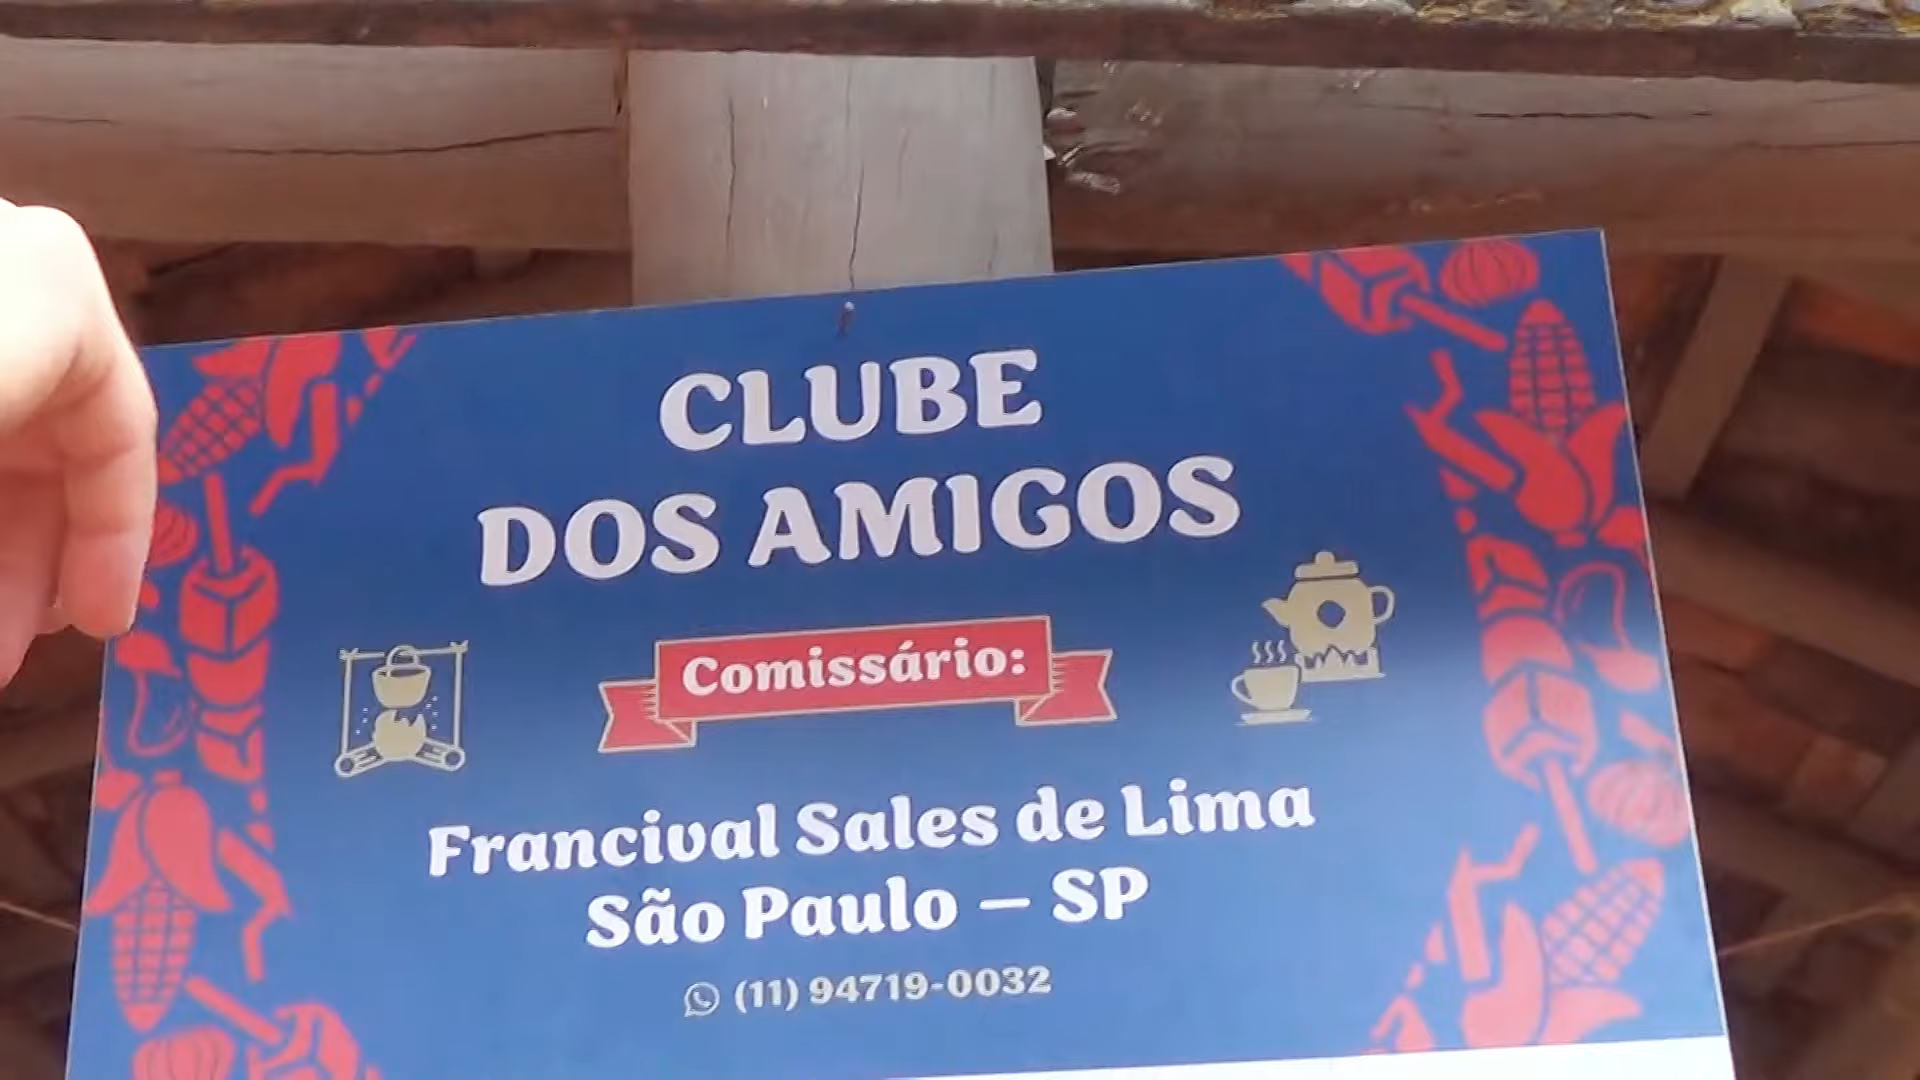 CLUBE
DOS AMIGOS
Comissário:
Francival Sales de Lima
São Paulo – SP
(11) 94719-0032